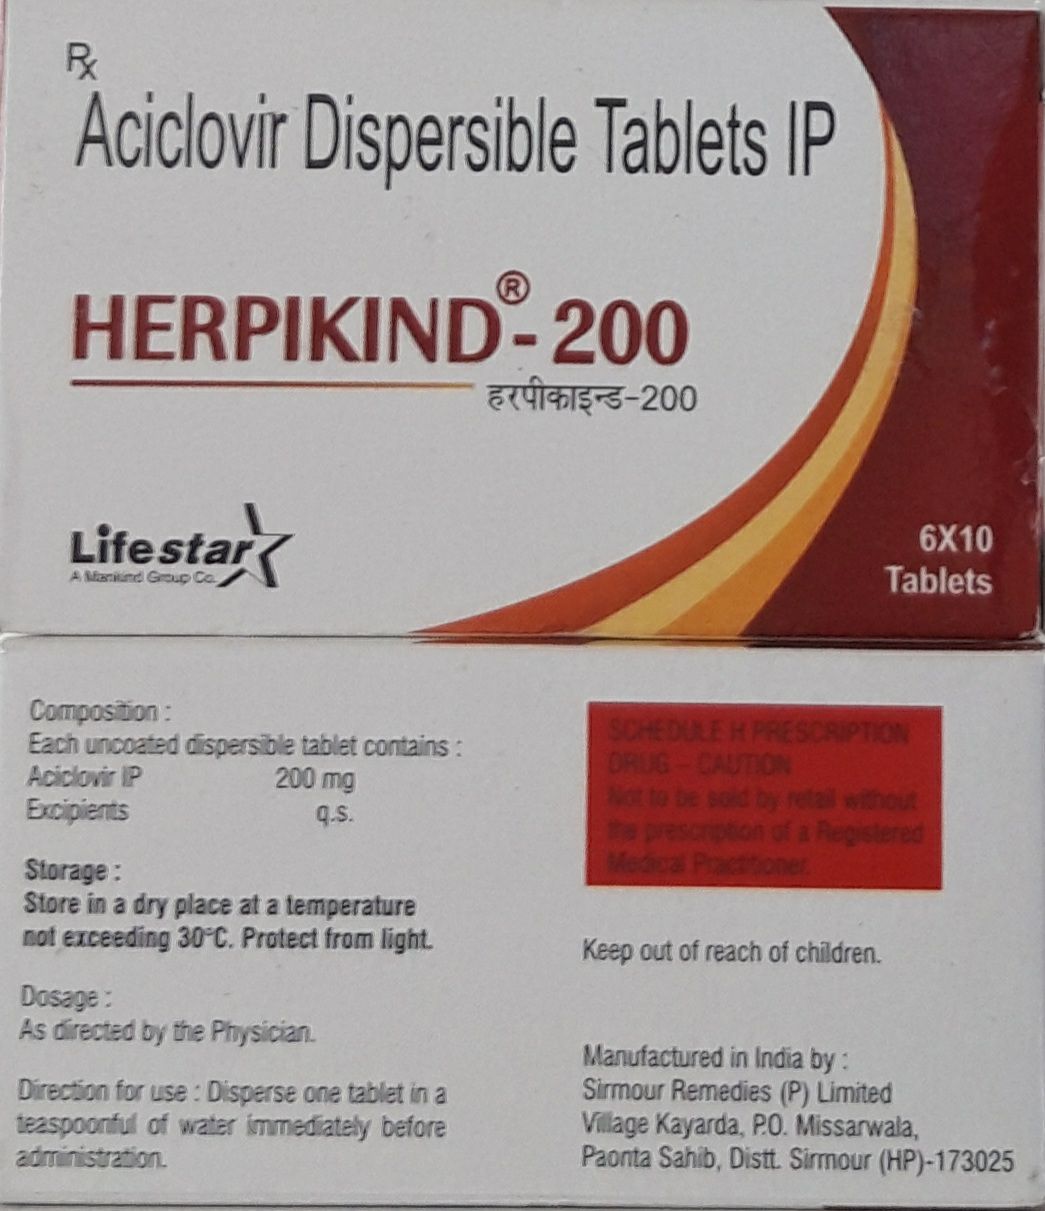 Rx
Aciclovir Dispersible Tablets IP
HERPIKIND®-200
हरपीकाइन्ड-200
Lifestar
A Mankind Group Co.
6X10
Tablets
Composition :
Each uncoated dispersible tablet contains :
Aciclovir IP 200 mg
Excipients q.s.
Storage :
Store in a dry place at a temperature
not exceeding 30°C. Protect from light.
Dosage :
As directed by the Physician.
Direction for use : Disperse one tablet in a
teaspoonful of water immediately before
administration.
SCHEDULE H PRESCRIPTION
DRUG – CAUTION
Not to be sold by retail without
the prescription of a Registered
Medical Practitioner.
Keep out of reach of children.
Manufactured in India by :
Sirmour Remedies (P) Limited
Village Kayarda, P.O. Missarwala,
Paonta Sahib, Distt. Sirmour (HP)-173025